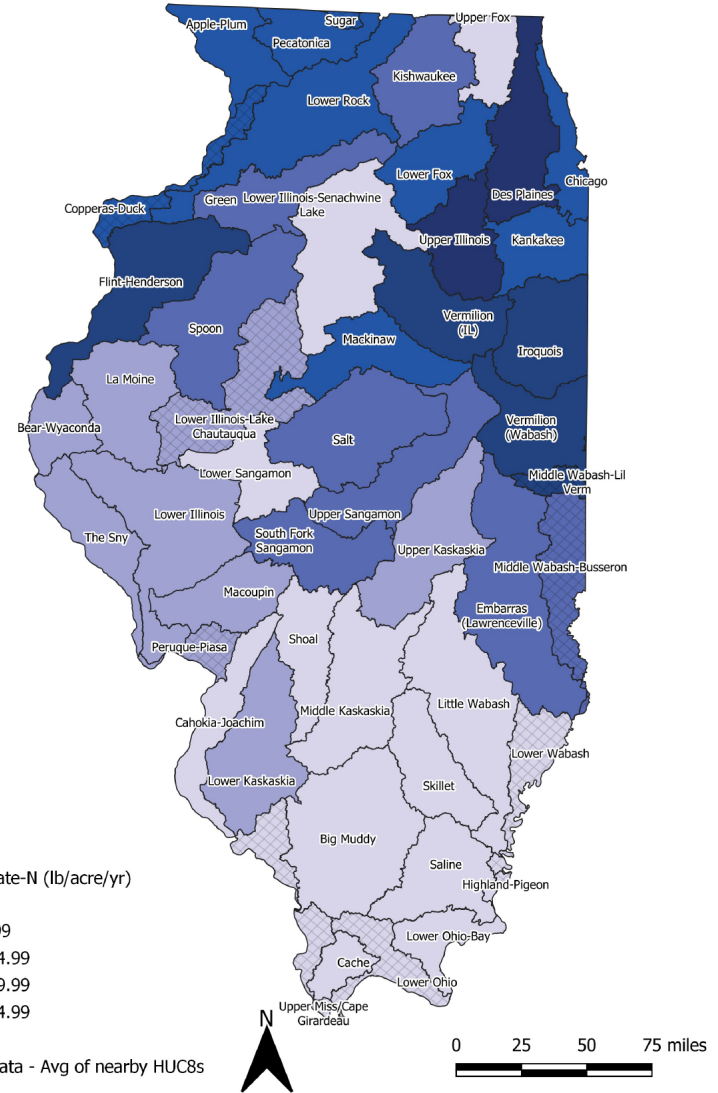 Upper Fox
Sugar
Apple-Plum
Pecatonica
Kishwaukee
Lower Rock
Lower Fox
Chicago
Des Plaines
Green
Lower Illinois-Senachwine
Lake
Copperas-Duck
Upper Illinois
Kankakee
Flint-Henderson
Vermilion
(IL)
Spoon
Mackinaw
Iroquois
La Moine
Lower Illinois-Lake
Chautauqua
Bear-Wyaconda
Salt
Vermilion
(Wabash)
Lower Sangamon
Middle Wabash-Lil
Verm
Lower Illinois
Upper Sangamon
The Sny
South Fork
Sangamon
Upper Kaskaskia
Middle Wabash-Busseron
Macoupin
Embarras
(Lawrenceville)
Shoal
Peruque-Piasa
Little Wabash
Middle Kaskaskia
Cahokia-Joachim
Lower Wabash
Lower Kaskaskia
Skillet
Big Muddy
Saline
Highland-Pigeon
Lower Ohio-Bay
Cache
Lower Ohio
Upper Miss/Cape
Girardeau
ate-N (lb/acre/yr)
99
4.99
9.99
4.99
ata - Avg of nearby HUC8s
N
0 25 50 75 miles